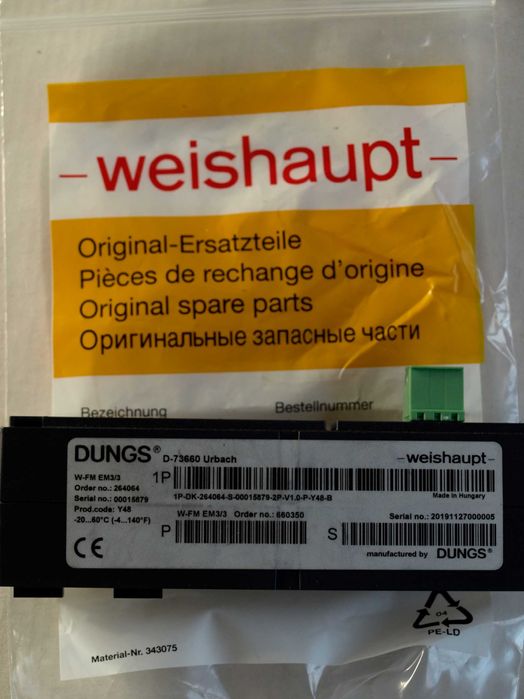 -weishaupt-
Original-Ersatzteile
Pièces de rechange d'origine
Original spare parts
Оригинальные запасные части
Bezeichnung Bestellnummer
DUNGS® D-73660 Urbach -weishaupt-
W-FM EM3/3 1P
Order no.: 264064
Serial no.: 00015879 1P-DK-264064-S-00015879-2P-V1.0-P-Y48-B Made in Hungary
Prod.code: Y48 W-FM EM3/3 Order no.: 660350 Serial no.: 20191127000005
-20...60°C (-4...140°F)
CE P S
manufactured by DUNGS®
04
PE-LD
Material-Nr. 343075